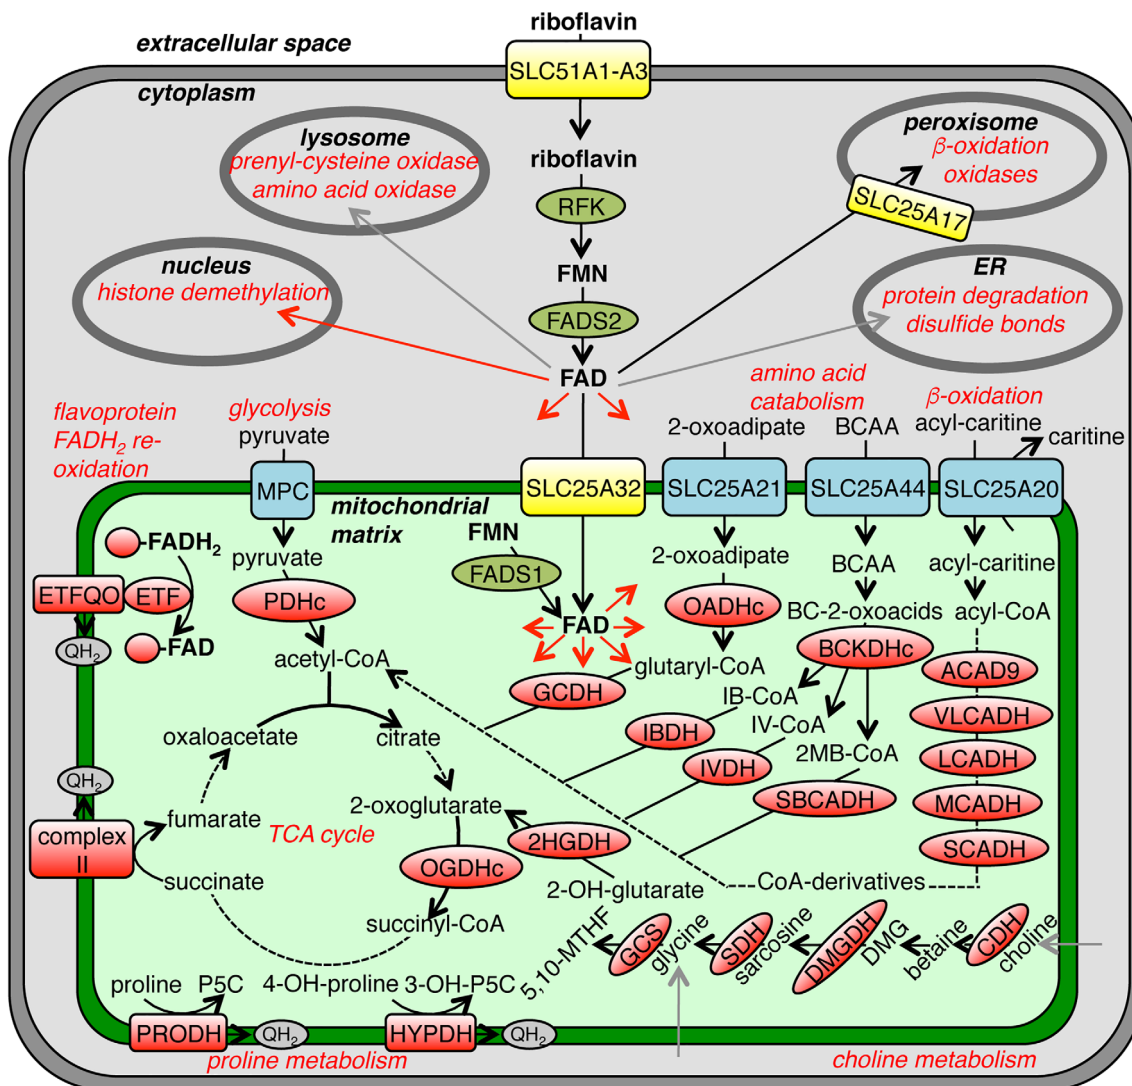 riboflavin
extracellular space
SLC51A1-A3
cytoplasm
lysosome
prenyl-cysteine oxidase
amino acid oxidase
peroxisome
β-oxidation
oxidases
SLC25A17
riboflavin
RFK
nucleus
histone demethylation
FMN
ER
protein degradation
disulfide bonds
FADS2
FAD
amino acid
catabolism
flavoprotein
FADH2 re-
oxidation
glycolysis
pyruvate
β-oxidation
2-oxoadipate
BCAA
acyl-caritine
caritine
MPC
mitochondrial
matrix
SLC25A32
SLC25A21
SLC25A44
SLC25A20
-FADH2
pyruvate
FMN
2-oxoadipate
BCAA
acyl-caritine
ETFQO
ETF
PDHc
FADS1
OADHc
BC-2-oxoacids
acyl-CoA
QH2
-FAD
acetyl-CoA
FAD
glutaryl-CoA
BCKDHc
ACAD9
GCDH
IB-CoA
VLCADH
oxaloacetate
citrate
IBDH
IV-CoA
2MB-CoA
LCADH
QH2
IVDH
SBCADH
MCADH
fumarate
TCA cycle
2-oxoglutarate
complex
II
2HGDH
SCADH
OGDHc
succinate
2-OH-glutarate
CoA-derivatives
succinyl-CoA
5,10-MTHF
GCS
glycine
SDH
sarcosine
DMGDH
DMG
betaine
CDH
choline
proline
P5C
4-OH-proline
3-OH-P5C
PRODH
QH2
HYPDH
QH2
proline metabolism
choline metabolism